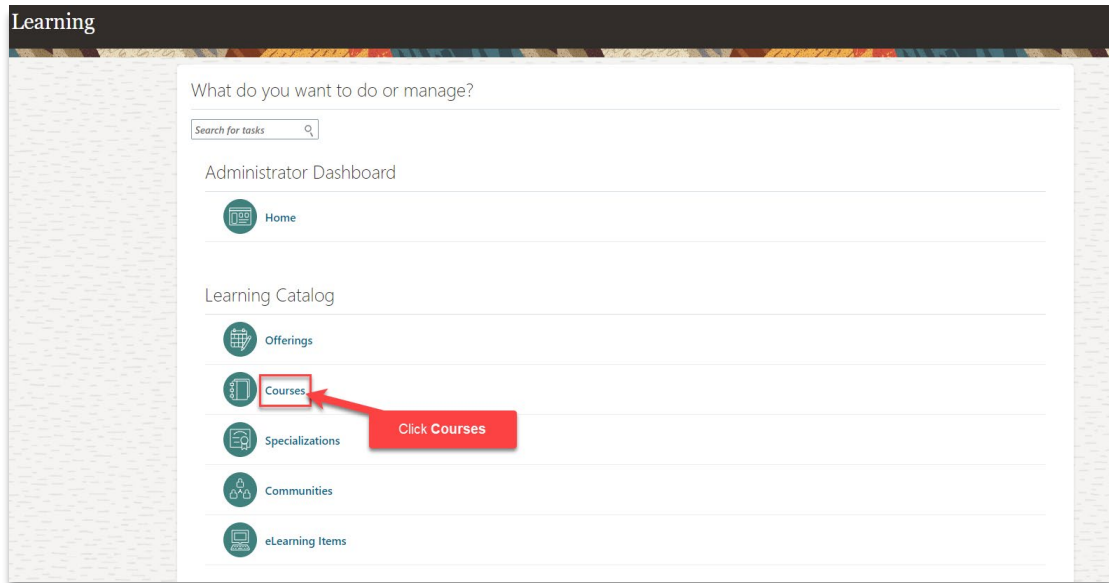 Learning
What do you want to do or manage?
Search for tasks
Administrator Dashboard
Home
Learning Catalog
Offerings
Courses
Click Courses
Specializations
Communities
eLearning Items